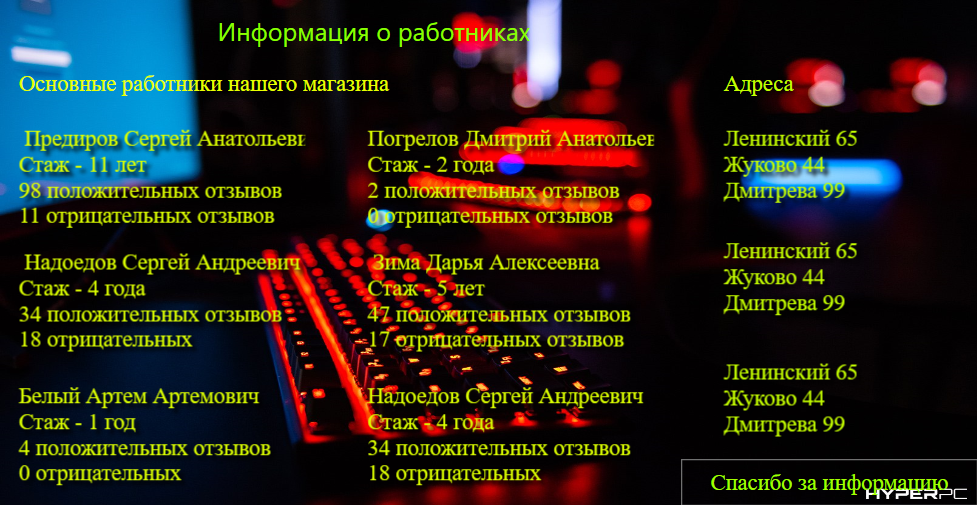 Информация о работниках
Основные работники нашего магазина
Предиров Сергей Анатольеви
Стаж - 11 лет
98 положительных отзывов
11 отрицательных отзывов
Погрелов Дмитрий Анатольев
Стаж - 2 года
2 положительных отзывов
0 отрицательных отзывов
Надоедов Сергей Андреевич
Стаж - 4 года
34 положительных отзывов
18 отрицательных
Зима Дарья Алексеевна
Стаж - 5 лет
47 положительных отзывов
17 отрицательных отзывов
Белый Артем Артемович
Стаж - 1 год
4 положительных отзывов
0 отрицательных
Надоедов Сергей Андреевич
Стаж - 4 года
34 положительных отзывов
18 отрицательных
Адреса
Ленинский 65
Жуково 44
Дмитрева 99
Ленинский 65
Жуково 44
Дмитрева 99
Ленинский 65
Жуково 44
Дмитрева 99
Спасибо за информацию
HYPERPC